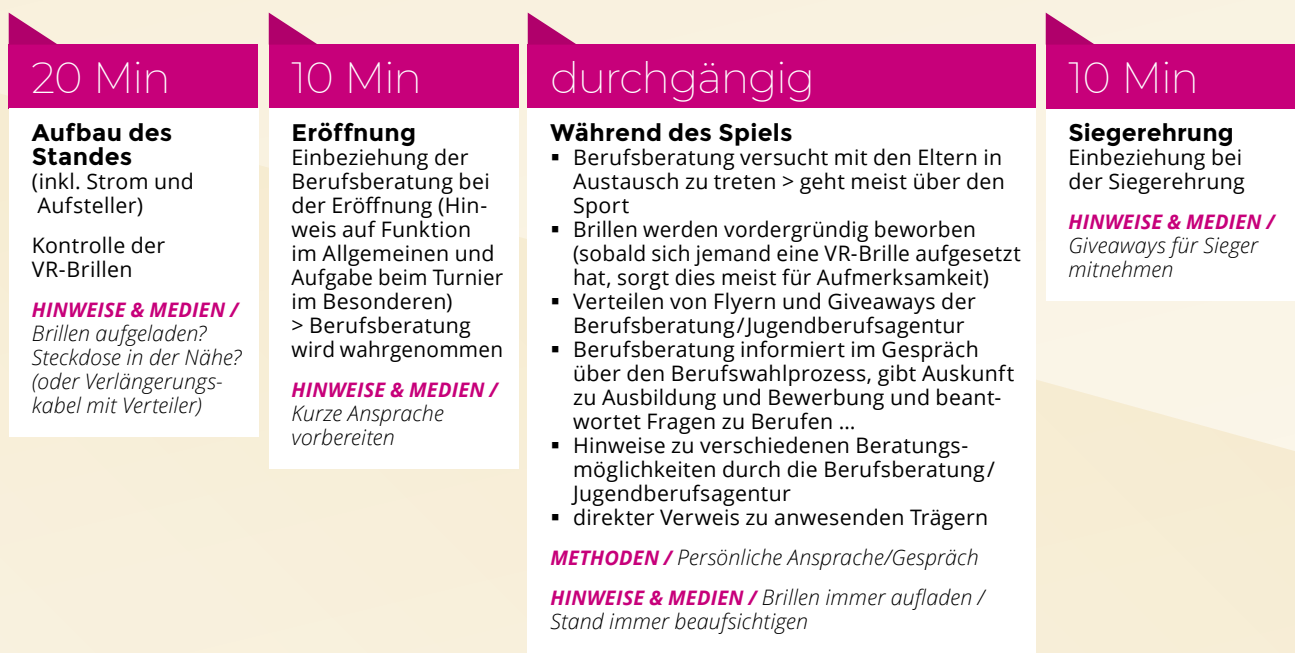 20 Min
Aufbau des
Standes
(inkl. Strom und
Aufsteller)
Kontrolle der
VR-Brillen
HINWEISE & MEDIEN /
Brillen aufgeladen?
Steckdose in der Nähe?
(oder Verlängerungs-
kabel mit Verteiler)
10 Min
Eröffnung
Einbeziehung der
Berufsberatung bei
der Eröffnung (Hin-
weis auf Funktion
im Allgemeinen und
Aufgabe beim Turnier
im Besonderen)
> Berufsberatung
wird wahrgenommen
HINWEISE & MEDIEN /
Kurze Ansprache
vorbereiten
durchgängig
Während des Spiels
▪ Berufsberatung versucht mit den Eltern in
Austausch zu treten > geht meist über den
Sport
▪ Brillen werden vordergründig beworben
(sobald sich jemand eine VR-Brille aufgesetzt
hat, sorgt dies meist für Aufmerksamkeit)
▪ Verteilen von Flyern und Giveaways der
Berufsberatung/Jugendberufsagentur
▪ Berufsberatung informiert im Gespräch
über den Berufswahlprozess, gibt Auskunft
zu Ausbildung und Bewerbung und beant-
wortet Fragen zu Berufen ...
▪ Hinweise zu verschiedenen Beratungs-
möglichkeiten durch die Berufsberatung/
Jugendberufsagentur
▪ direkter Verweis zu anwesenden Trägern
METHODEN / Persönliche Ansprache/Gespräch
HINWEISE & MEDIEN / Brillen immer aufladen /
Stand immer beaufsichtigen
10 Min
Siegerehrung
Einbeziehung bei
der Siegerehrung
HINWEISE & MEDIEN /
Giveaways für Sieger
mitnehmen